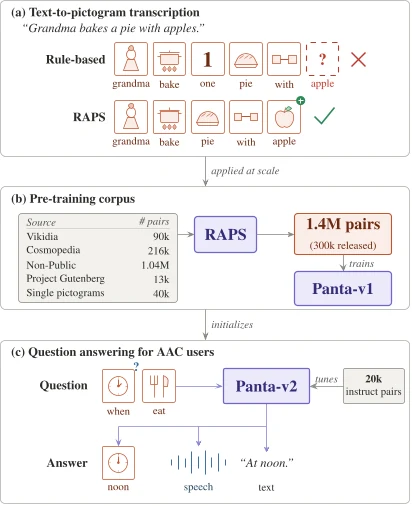 (a) Text-to-pictogram transcription
“Grandma bakes a pie with apples.”
Rule-based
1
?
grandma bake one pie with apple
RAPS
+
grandma bake pie with apple
applied at scale
(b) Pre-training corpus
Source # pairs
Vikidia 90k
Cosmopedia 216k
Non-Public 1.04M
Project Gutenberg 13k
Single pictograms 40k
RAPS
1.4M pairs
(300k released)
trains
Panta-v1
initializes
(c) Question answering for AAC users
Question
?
when eat
Panta-v2
tunes
20k
instruct pairs
Answer
“At noon.”
noon speech text